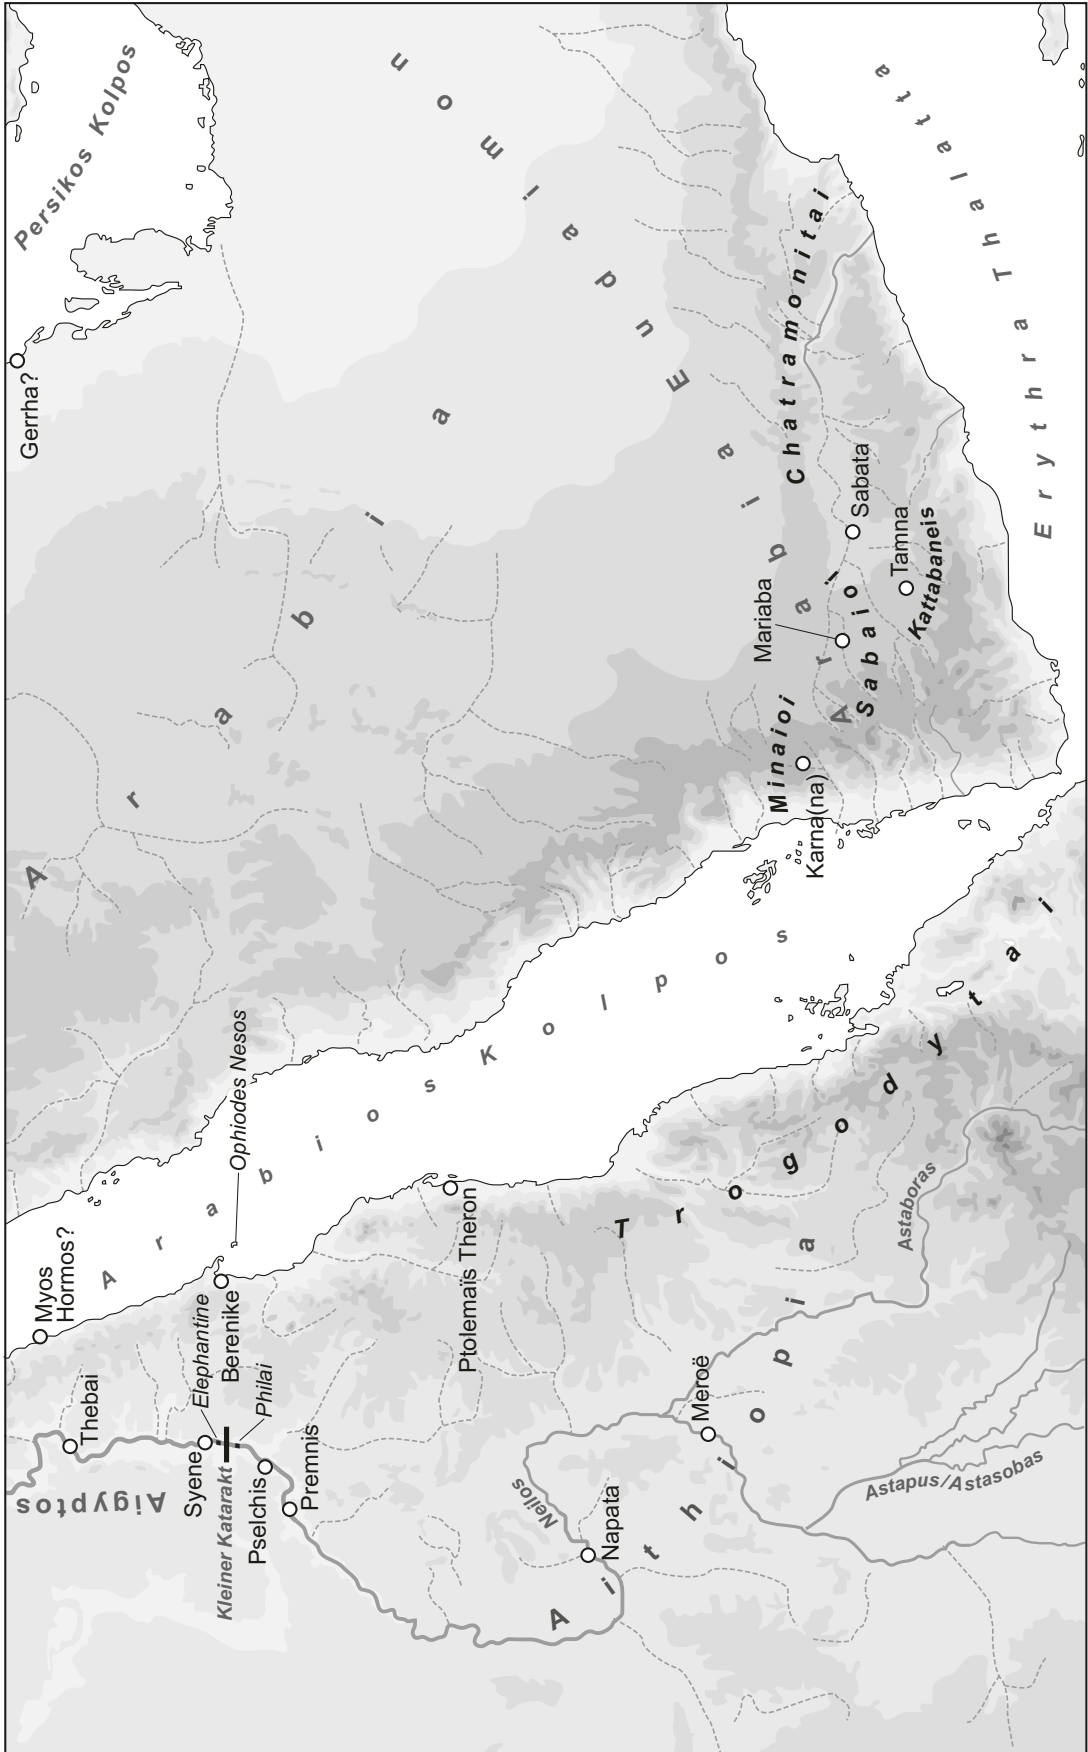 Persikos Kolpos
Gerrha?
Arabia
Arabia Eudaimon
Chatramonitai
Erythra Thalatta
Sabata
Tamna
Kattabaneis
Mariaba
Sabaioi
Minaioi
Karna(na)
Arabios Kolpos
Ophiodes Nesos
Myos
Hormos?
Berenike
Ptolemais Theron
Trogodytai
Astaboras
Thebai
Elephantine
Philai
Syene
Kleiner Katarakt
Pselchis
Premnis
Aigyptos
Neilos
Napata
Meroë
Aithiopia
Astapus/Astasobas